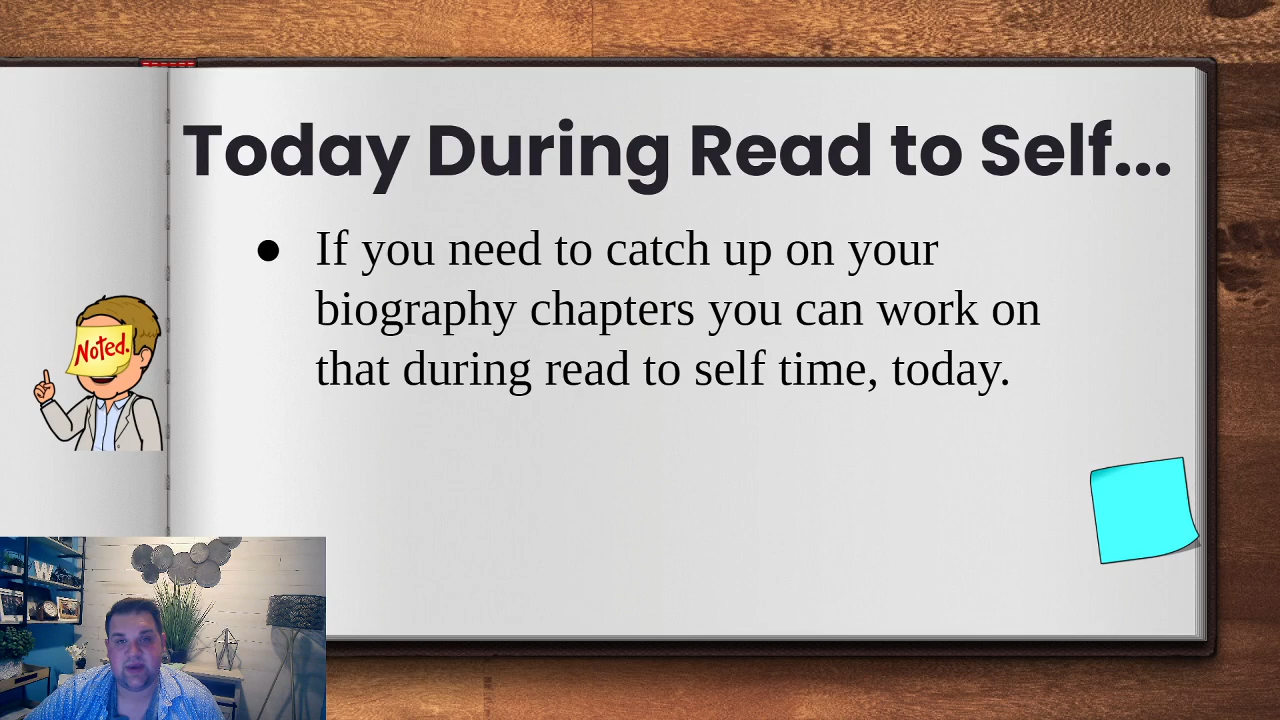 Today During Read to Self...
● If you need to catch up on your
biography chapters you can work on
that during read to self time, today.
Noted.